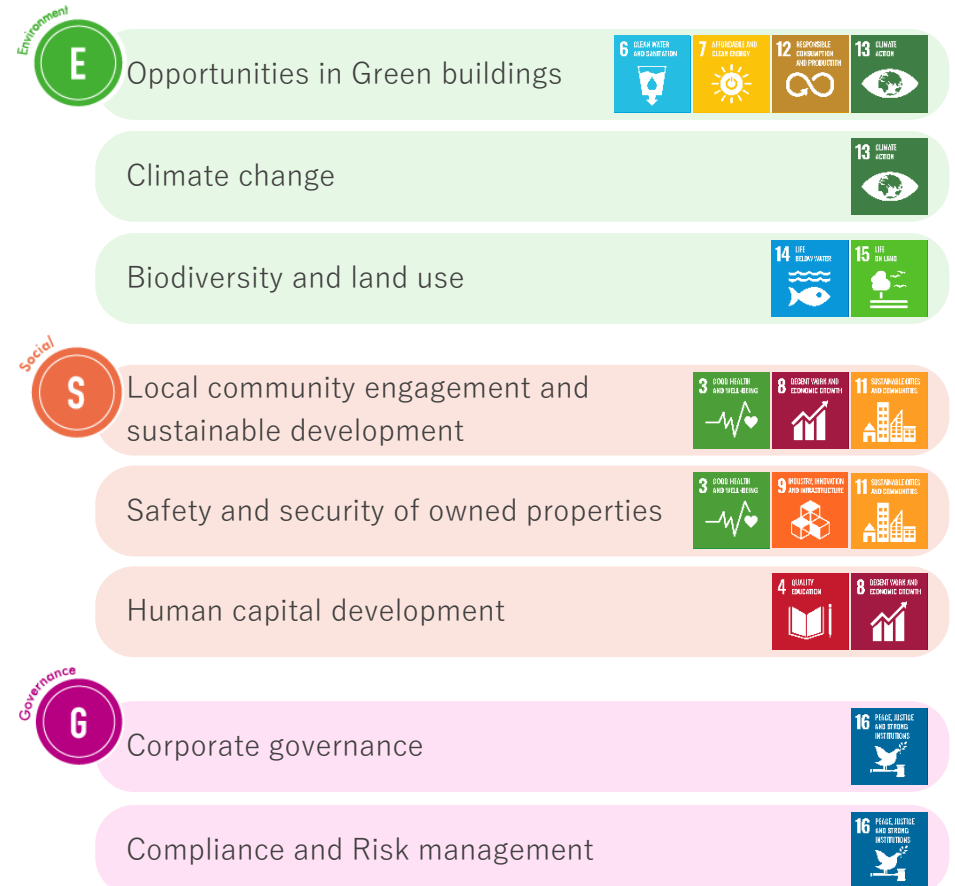 Environment
E
Opportunities in Green buildings
6 CLEAN WATER
AND SANITATION
7 AFFORDABLE AND
CLEAN ENERGY
12 RESPONSIBLE
CONSUMPTION
AND PRODUCTION
13 CLIMATE
ACTION
Climate change
13 CLIMATE
ACTION
Biodiversity and land use
14 LIFE
BELOW WATER
15 LIFE
ON LAND
Social
S
Local community engagement and
sustainable development
3 GOOD HEALTH
AND WELL-BEING
8 DECENT WORK AND
ECONOMIC GROWTH
11 SUSTAINABLE CITIES
AND COMMUNITIES
Safety and security of owned properties
3 GOOD HEALTH
AND WELL-BEING
9 INDUSTRY, INNOVATION
AND INFRASTRUCTURE
11 SUSTAINABLE CITIES
AND COMMUNITIES
Human capital development
4 QUALITY
EDUCATION
8 DECENT WORK AND
ECONOMIC GROWTH
Governance
G
Corporate governance
16 PEACE, JUSTICE
AND STRONG
INSTITUTIONS
Compliance and Risk management
16 PEACE, JUSTICE
AND STRONG
INSTITUTIONS